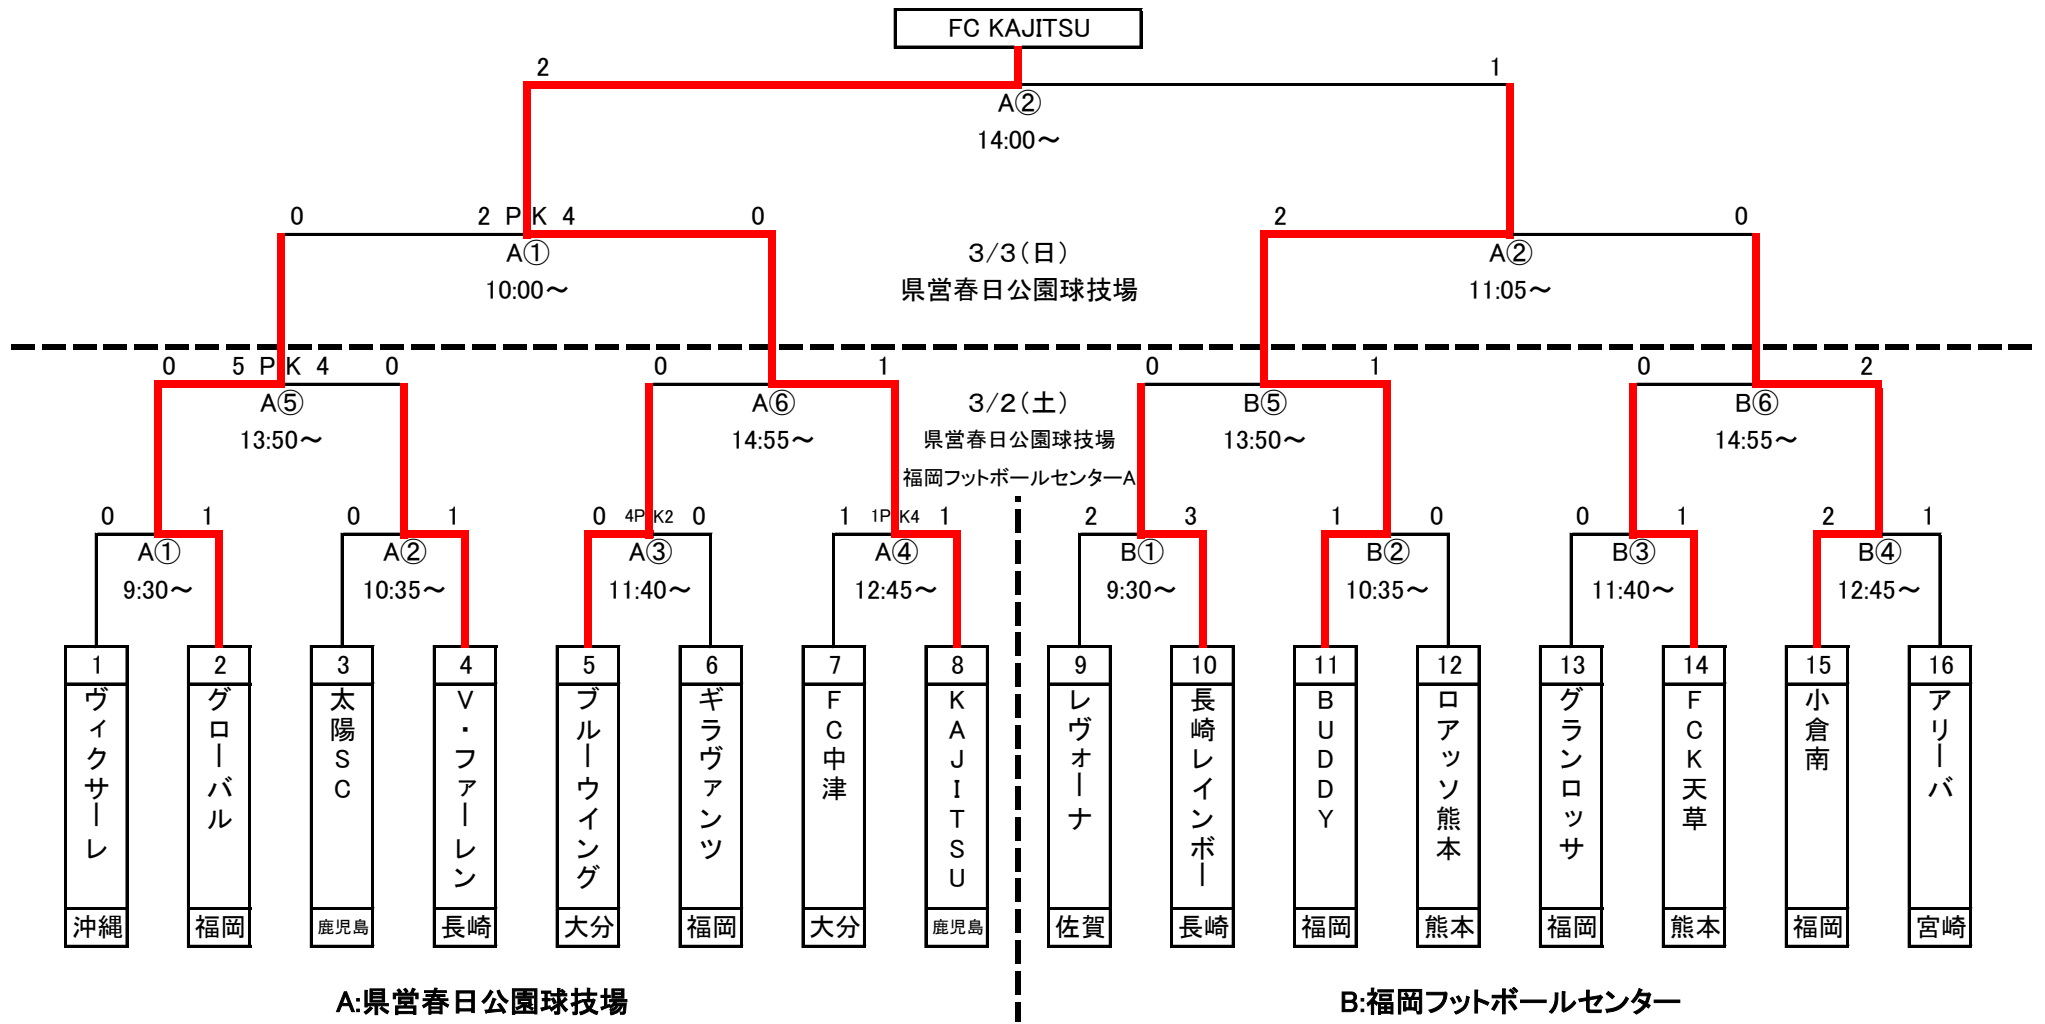 FC KAJITSU
2 1
A②
14:00～
0 2 P K 4 0 2 0
A① 3/3(日) A②
10:00～ 県営春日公園球技場 11:05～
0 5 P K 4 0 0 1 0 1 0 2
A⑤ A⑥ 3/2(土) B⑤ B⑥
13:50～ 14:55～ 県営春日公園球技場 13:50～ 14:55～
福岡フットボールセンターA
0 1 0 1 0 4P K2 0 1 1P K4 1 2 3 1 0 0 1 2 1
A① A② A③ A④ B① B② B③ B④
9:30～ 10:35～ 11:40～ 12:45～ 9:30～ 10:35～ 11:40～ 12:45～
1 2 3 4 5 6 7 8 9 10 11 12 13 14 15 16
ヴィクサーレ
グローバル
太陽SC
V・ファーレン
ブルーウイング
ギラヴァンツ
FC中津
KAJITSU
レヴォーナ
長崎レインボー
BUDDY
ロアッソ熊本
グランロッサ
FCK天草
小倉南
アリーバ
沖縄 福岡 鹿児島 長崎 大分 福岡 大分 鹿児島 佐賀 長崎 福岡 熊本 福岡 熊本 福岡 宮崎
A:県営春日公園球技場 B:福岡フットボールセンター